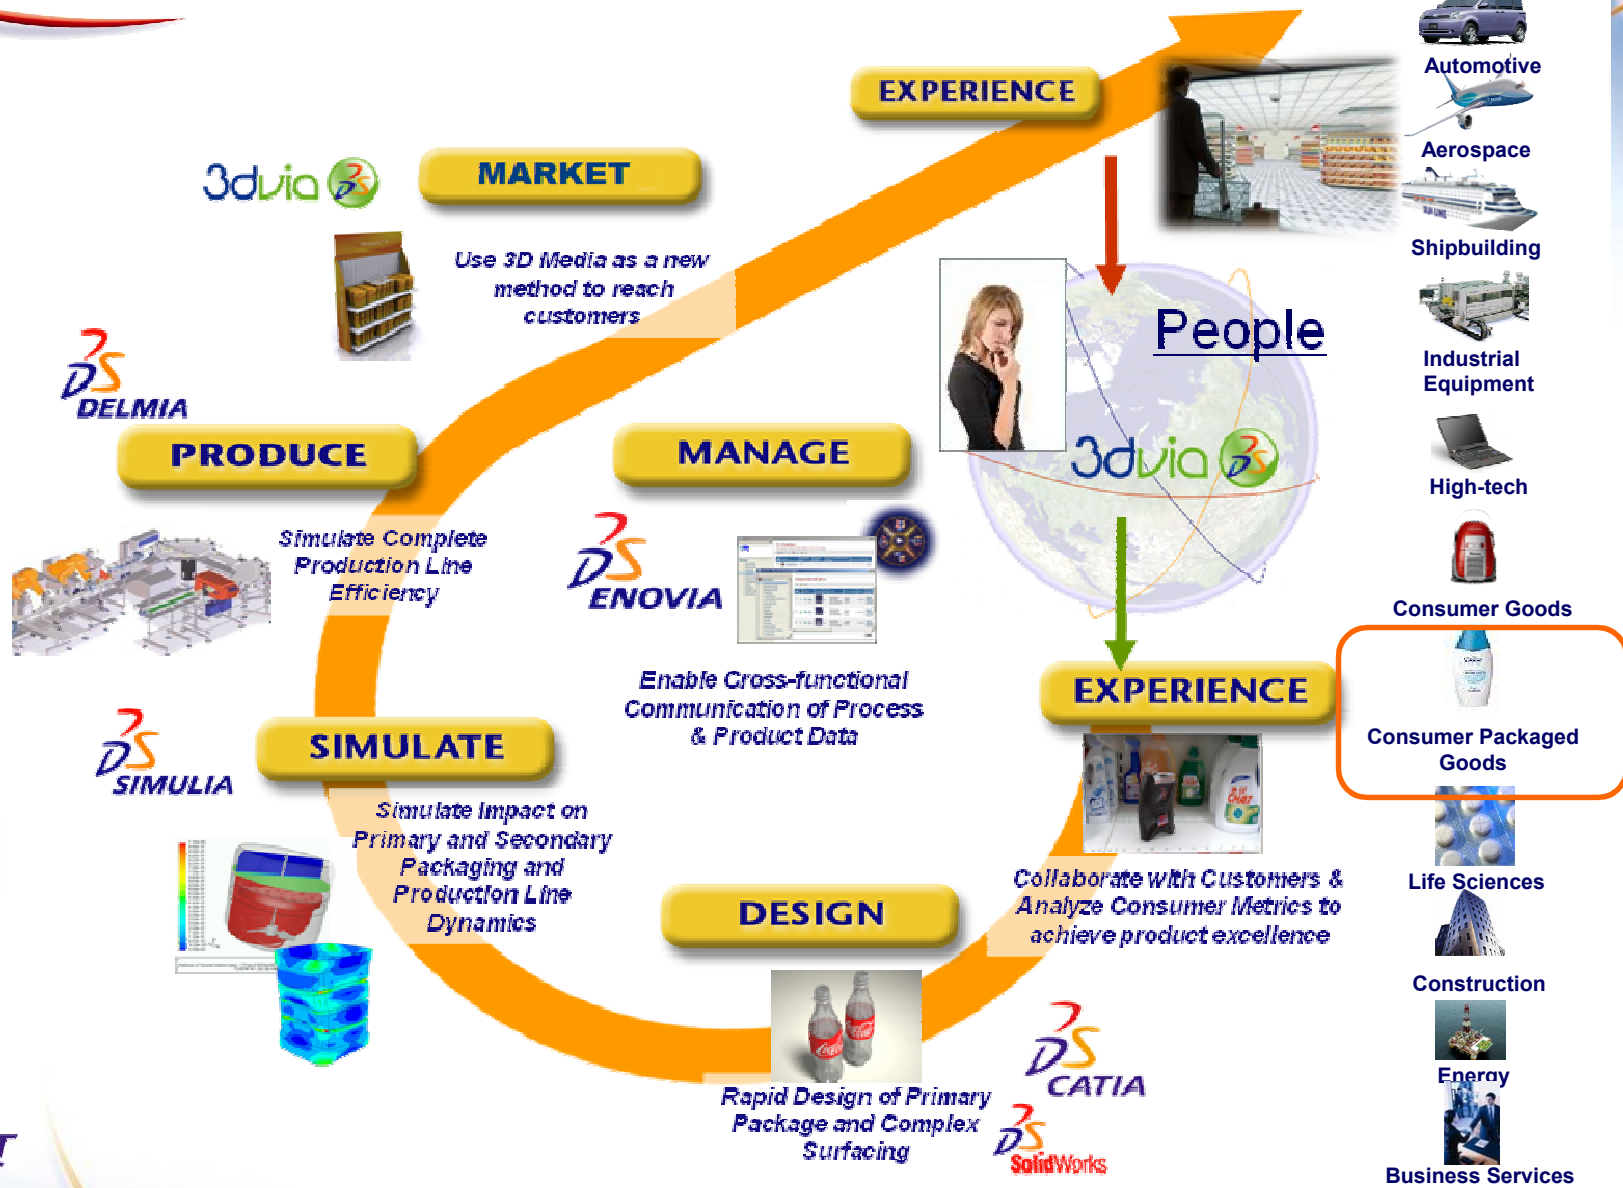 EXPERIENCE
3dvia
MARKET
Use 3D Media as a new
method to reach
customers
DELMIA
PRODUCE
Simulate Complete
Production Line
Efficiency
MANAGE
ENOVIA
Enable Cross-functional
Communication of Process
& Product Data
People
3dvia
SIMULIA
SIMULATE
Simulate Impact on
Primary and Secondary
Packaging and
Production Line
Dynamics
DESIGN
Coca-Cola
Rapid Design of Primary
Package and Complex
Surfacing
CATIA
SolidWorks
EXPERIENCE
Collaborate with Customers &
Analyze Consumer Metrics to
achieve product excellence
Automotive
Aerospace
Shipbuilding
Industrial
Equipment
High-tech
Consumer Goods
Consumer Packaged
Goods
Life Sciences
Construction
Energy
Business Services